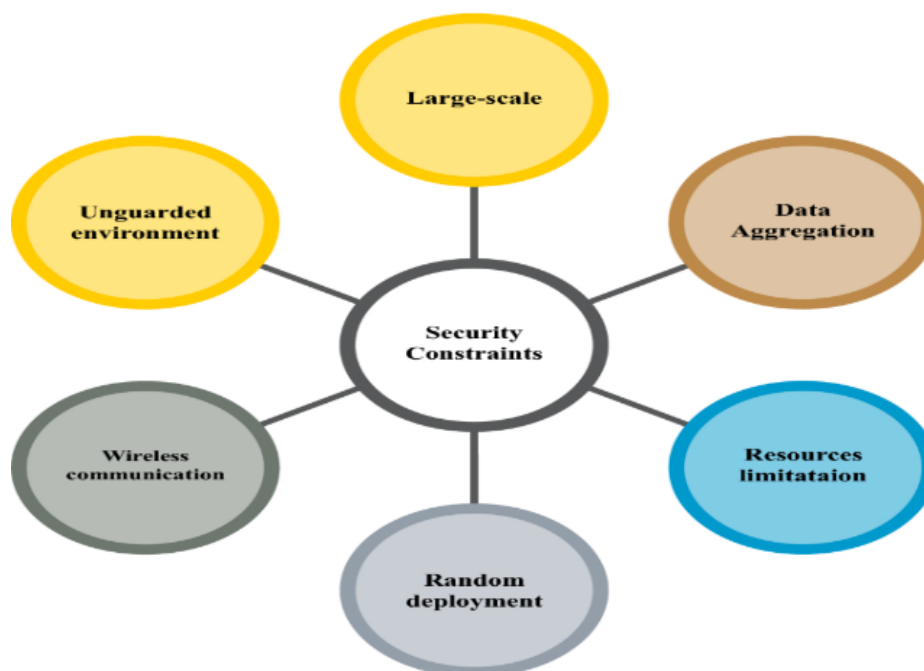 Large-scale
Unguarded
environment
Data
Aggregation
Security
Constraints
Wireless
communication
Resources
limitataion
Random
deployment